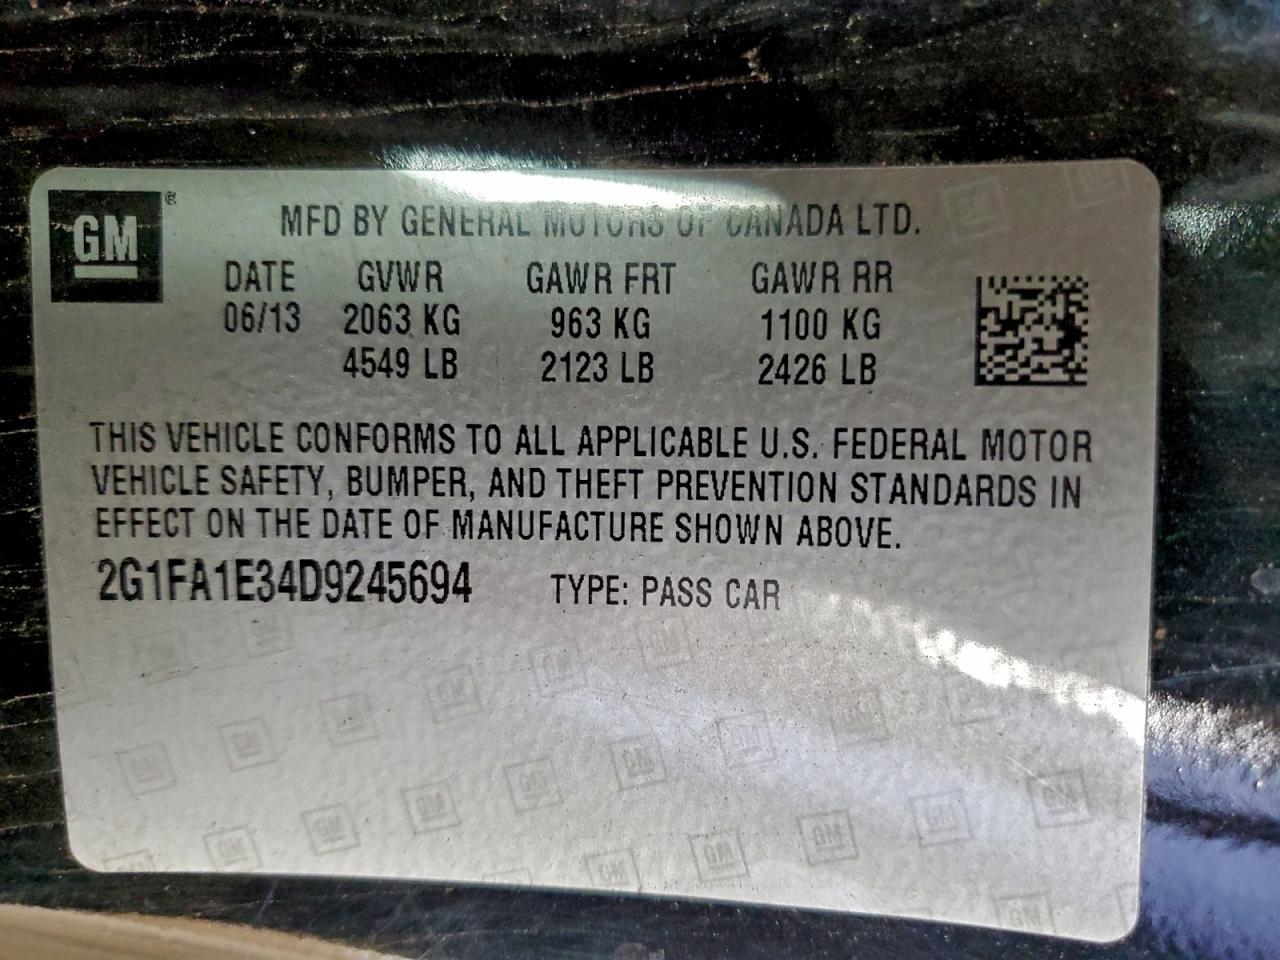 GM ®
MFD BY GENERAL MOTORS OF CANADA LTD.
DATE GVWR GAWR FRT GAWR RR
06/13 2063 KG 963 KG 1100 KG
4549 LB 2123 LB 2426 LB
THIS VEHICLE CONFORMS TO ALL APPLICABLE U.S. FEDERAL MOTOR
VEHICLE SAFETY, BUMPER, AND THEFT PREVENTION STANDARDS IN
EFFECT ON THE DATE OF MANUFACTURE SHOWN ABOVE.
2G1FA1E34D9245694 TYPE: PASS CAR